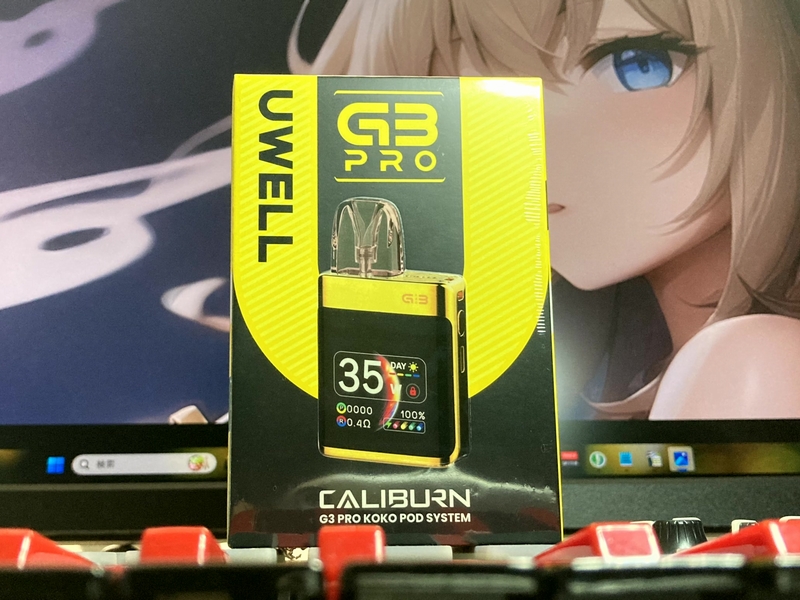 UWELL
G3
PRO
G3
35 W
DAY
0000
100%
0.4Ω
CALIBURN
G3 PRO KOKO POD SYSTEM
検索